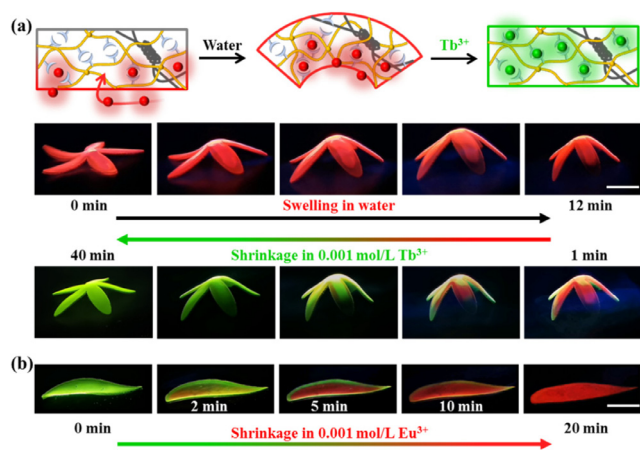 (a)
Water
Tb³⁺
0 min
Swelling in water
12 min
40 min
Shrinkage in 0.001 mol/L Tb³⁺
1 min
(b)
2 min
5 min
10 min
0 min
Shrinkage in 0.001 mol/L Eu³⁺
20 min